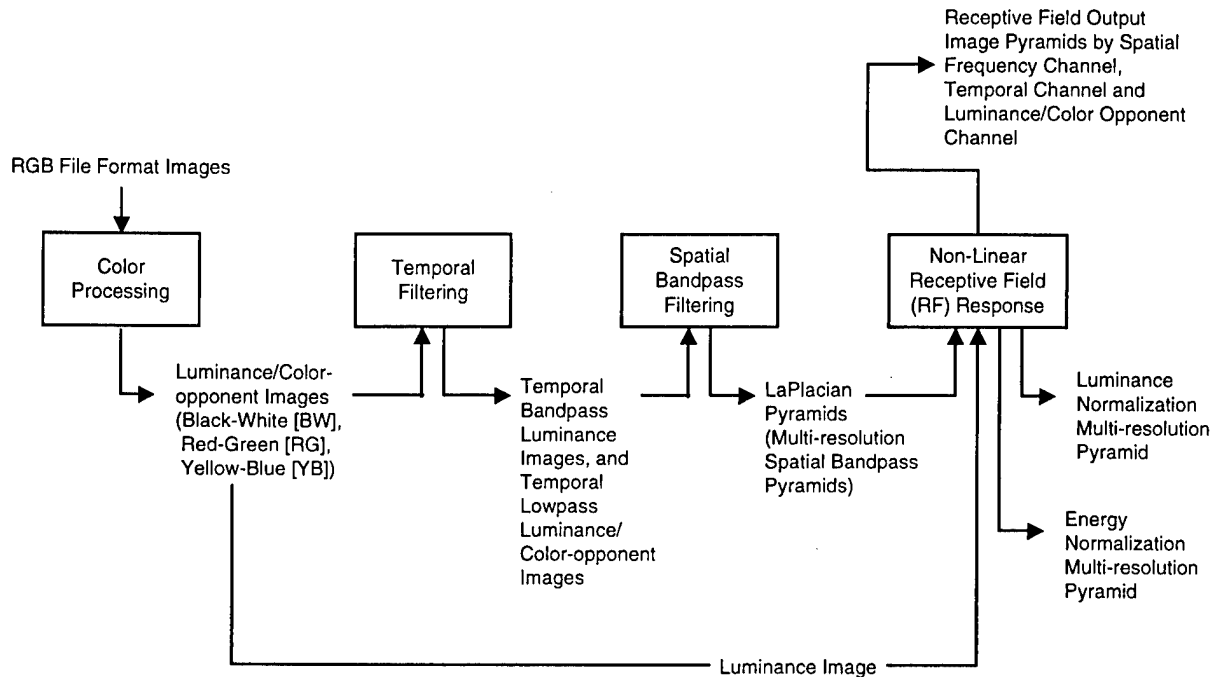 Receptive Field Output
Image Pyramids by Spatial
Frequency Channel,
Temporal Channel and
Luminance/Color Opponent
Channel
RGB File Format Images
Color
Processing
Temporal
Filtering
Spatial
Bandpass
Filtering
Non-Linear
Receptive Field
(RF) Response
Luminance/Color-
opponent Images
(Black-White [BW],
Red-Green [RG],
Yellow-Blue [YB])
Temporal
Bandpass
Luminance
Images, and
Temporal
Lowpass
Luminance/
Color-opponent
Images
LaPlacian
Pyramids
(Multi-resolution
Spatial Bandpass
Pyramids)
Luminance
Normalization
Multi-resolution
Pyramid
Energy
Normalization
Multi-resolution
Pyramid
Luminance Image